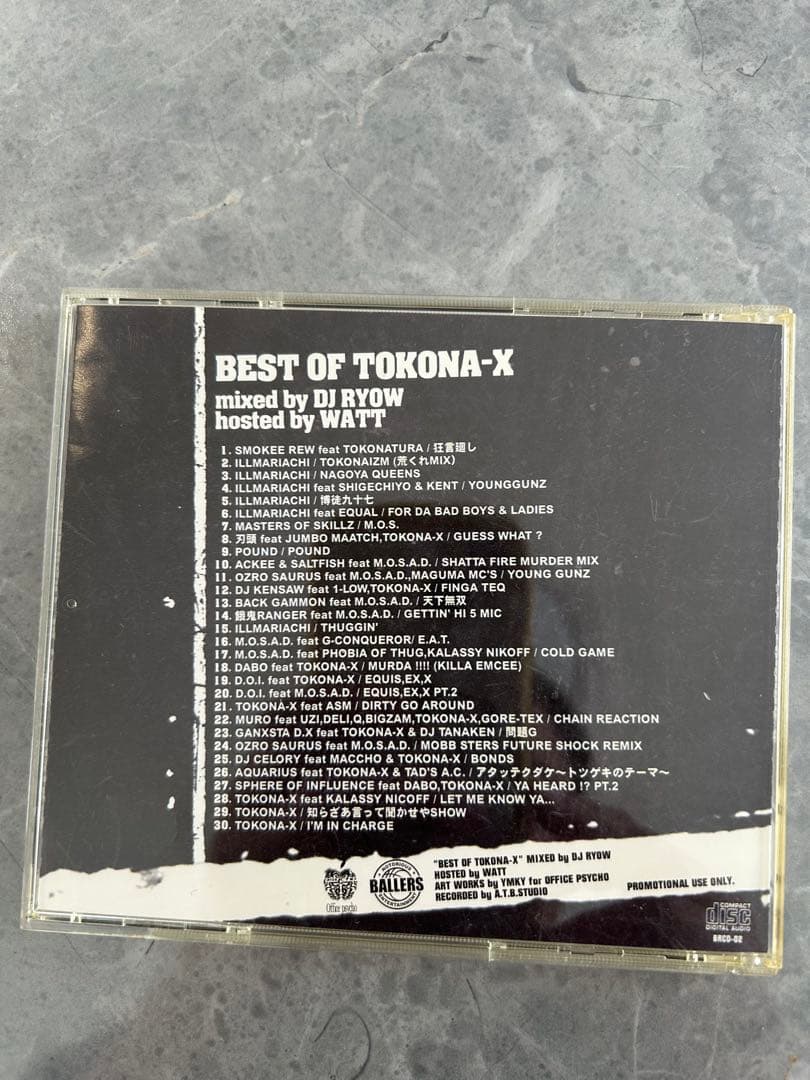 BEST OF TOKONA-X
mixed by DJ RYOW
hosted by WATT
1. SMOKEE REW feat TOKONATURA / 狂言廻し
2. ILLMARIACHI / TOKONAIZM (荒くれMIX)
3. ILLMARIACHI / NAGOYA QUEENS
4. ILLMARIACHI feat SHIGECHIYO & KENT / YOUNGGUNZ
5. ILLMARIACHI / 博徒九十七
6. ILLMARIACHI feat EQUAL / FOR DA BAD BOYS & LADIES
7. MASTERS OF SKILLZ / M.O.S.
8. 刃頭 feat JUMBO MAATCH,TOKONA-X / GUESS WHAT ?
9. POUND / POUND
10. ACKEE & SALTFISH feat M.O.S.A.D. / SHATTA FIRE MURDER MIX
11. OZRO SAURUS feat M.O.S.A.D.,MAGUMA MC'S / YOUNG GUNZ
12. DJ KENSAW feat 1-LOW,TOKONA-X / FINGA TEQ
13. BACK GAMMON feat M.O.S.A.D. / 天下無双
14.餓鬼RANGER feat M.O.S.A.D. / GETTIN' HI 5 MIC
15. ILLMARIACHI / THUGGIN'
16. M.O.S.A.D. feat G-CONQUEROR/ E.A.T.
17. M.O.S.A.D. feat PHOBIA OF THUG,KALASSY NIKOFF / COLD GAME
18. DABO feat TOKONA-X / MURDA !!!! (KILLA EMCEE)
19. D.O.I. feat TOKONA-X / EQUIS,EX,X
20. D.O.I. feat M.O.S.A.D. / EQUIS,EX,X PT.2
21. TOKONA-X feat ASM / DIRTY GO AROUND
22. MURO feat UZI,DELI,Q,BIGZAM,TOKONA-X,GORE-TEX / CHAIN REACTION
23. GANXSTA D.X feat TOKONA-X & DJ TANAKEN / 問題G
24. OZRO SAURUS feat M.O.S.A.D. / MOBB STERS FUTURE SHOCK REMIX
25. DJ CELORY feat MACCHO & TOKONA-X / BONDS
26. AQUARIUS feat TOKONA-X & TAD'S A.C. / アタッテクダケ〜トツゲキのテーマ〜
27. SPHERE OF INFLUENCE feat DABO,TOKONA-X / YA HEARD !? PT.2
28. TOKONA-X feat KALASSY NICOFF / LET ME KNOW YA...
29. TOKONA-X / 知らざあ言って聞かせやSHOW
30. TOKONA-X / I'M IN CHARGE
Office psycho
NOTORIOUS
BALLERS
ENTERTAINMENT
"BEST OF TOKONA-X" MIXED by DJ RYOW
HOSTED by WATT
ART WORKS by YMKY for OFFICE PSYCHO
RECORDED by A.T.B.STUDIO
PROMOTIONAL USE ONLY.
COMPACT
disc
DIGITAL AUDIO
BRCD-02